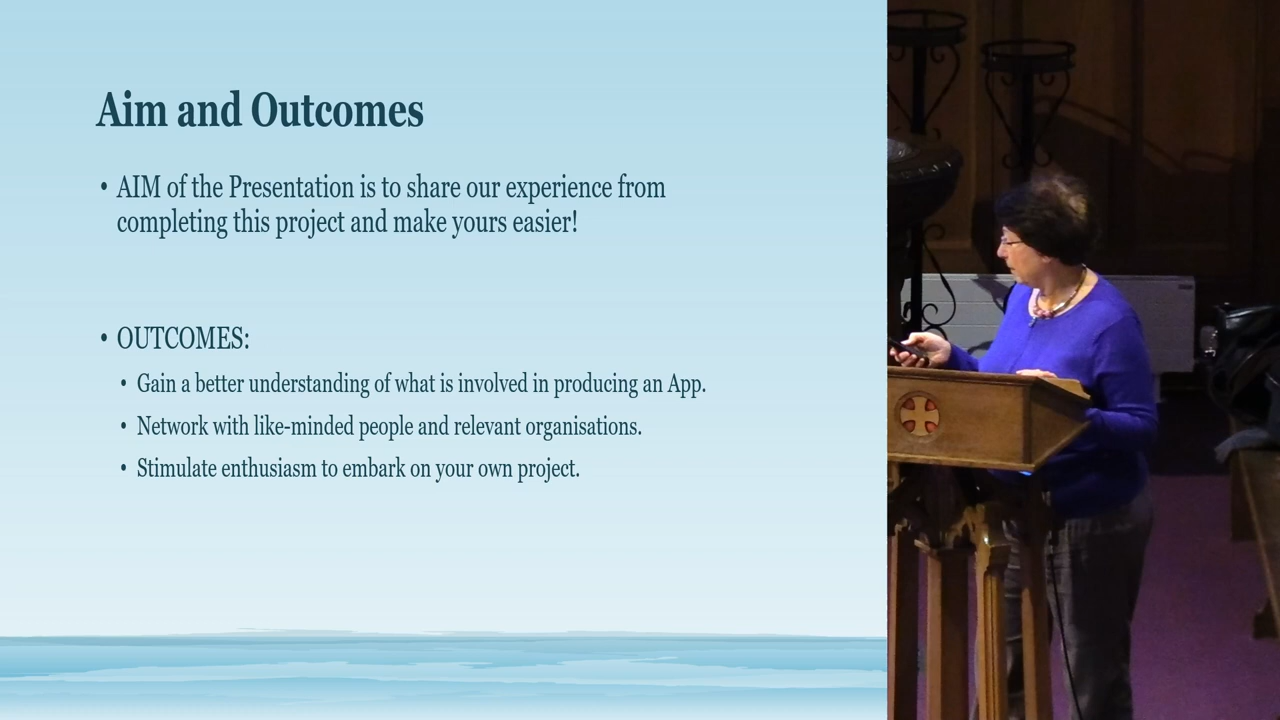 Aim and Outcomes
• AIM of the Presentation is to share our experience from
completing this project and make yours easier!
• OUTCOMES:
• Gain a better understanding of what is involved in producing an App.
• Network with like-minded people and relevant organisations.
• Stimulate enthusiasm to embark on your own project.